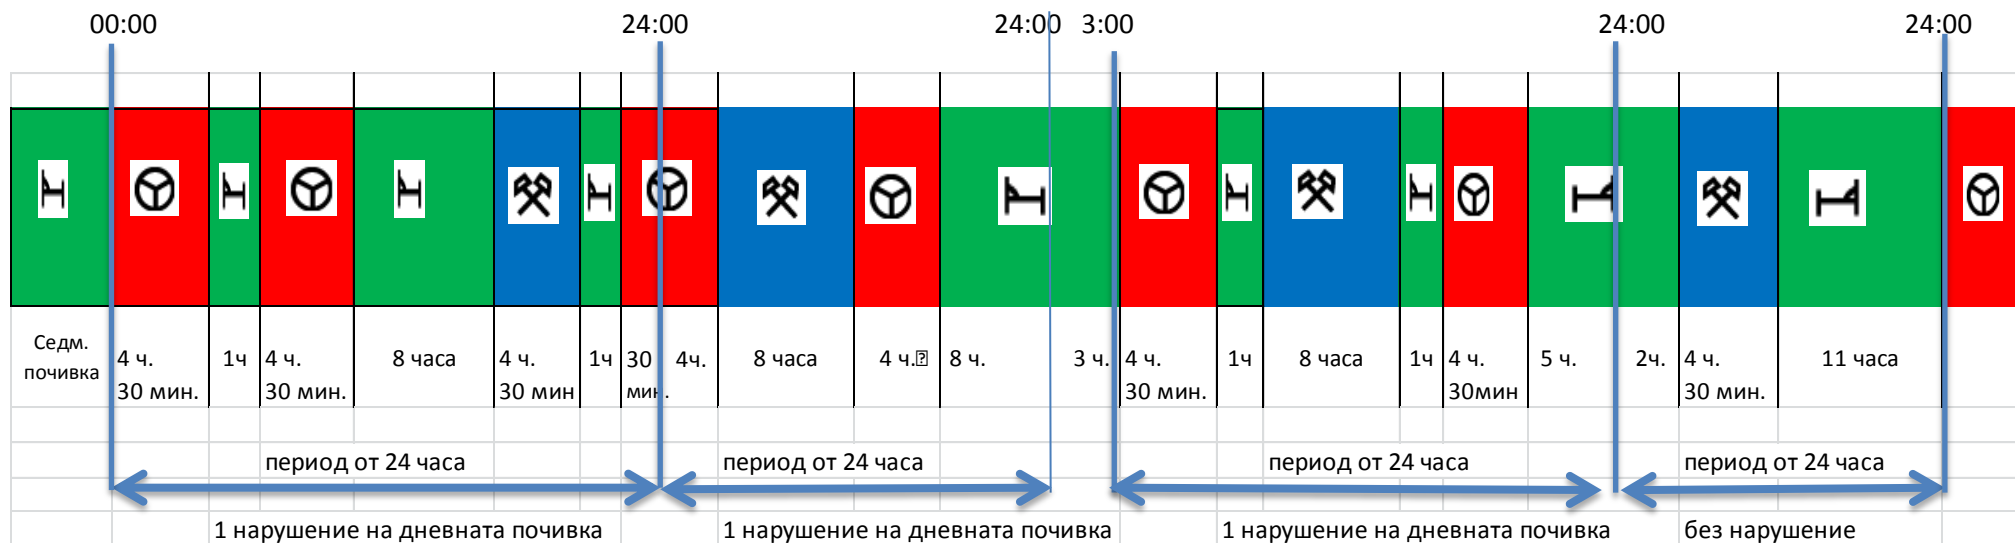 00:00 24:00 24:00 3:00 24:00 24:00
Седм. почивка
4 ч. 30 мин.
1ч
4 ч. 30 мин.
8 часа
4 ч. 30 мин
1ч
30 мин.
4ч.
8 часа
4 ч.
8 ч.
3 ч.
4 ч. 30 мин.
1ч
8 часа
1ч
4 ч. 30мин
5 ч.
2ч.
4 ч. 30 мин.
11 часа
период от 24 часа период от 24 часа период от 24 часа период от 24 часа
1 нарушение на дневната почивка 1 нарушение на дневната почивка 1 нарушение на дневната почивка без нарушение